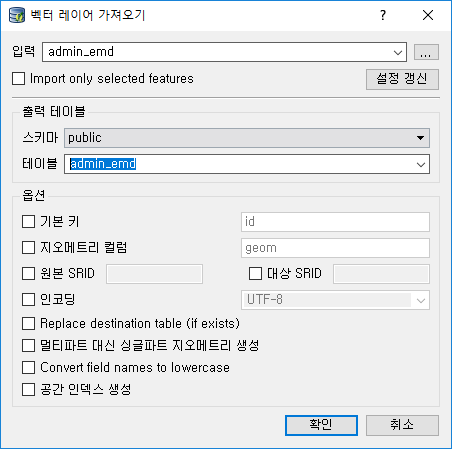 벡터 레이어 가져오기
입력 admin_emd ...
Import only selected features 설정 갱신
출력 테이블
스키마 public
테이블 admin_emd
옵션
기본 키 id
지오메트리 컬럼 geom
원본 SRID 대상 SRID
인코딩 UTF-8
Replace destination table (if exists)
멀티파트 대신 싱글파트 지오메트리 생성
Convert field names to lowercase
공간 인덱스 생성
확인 취소